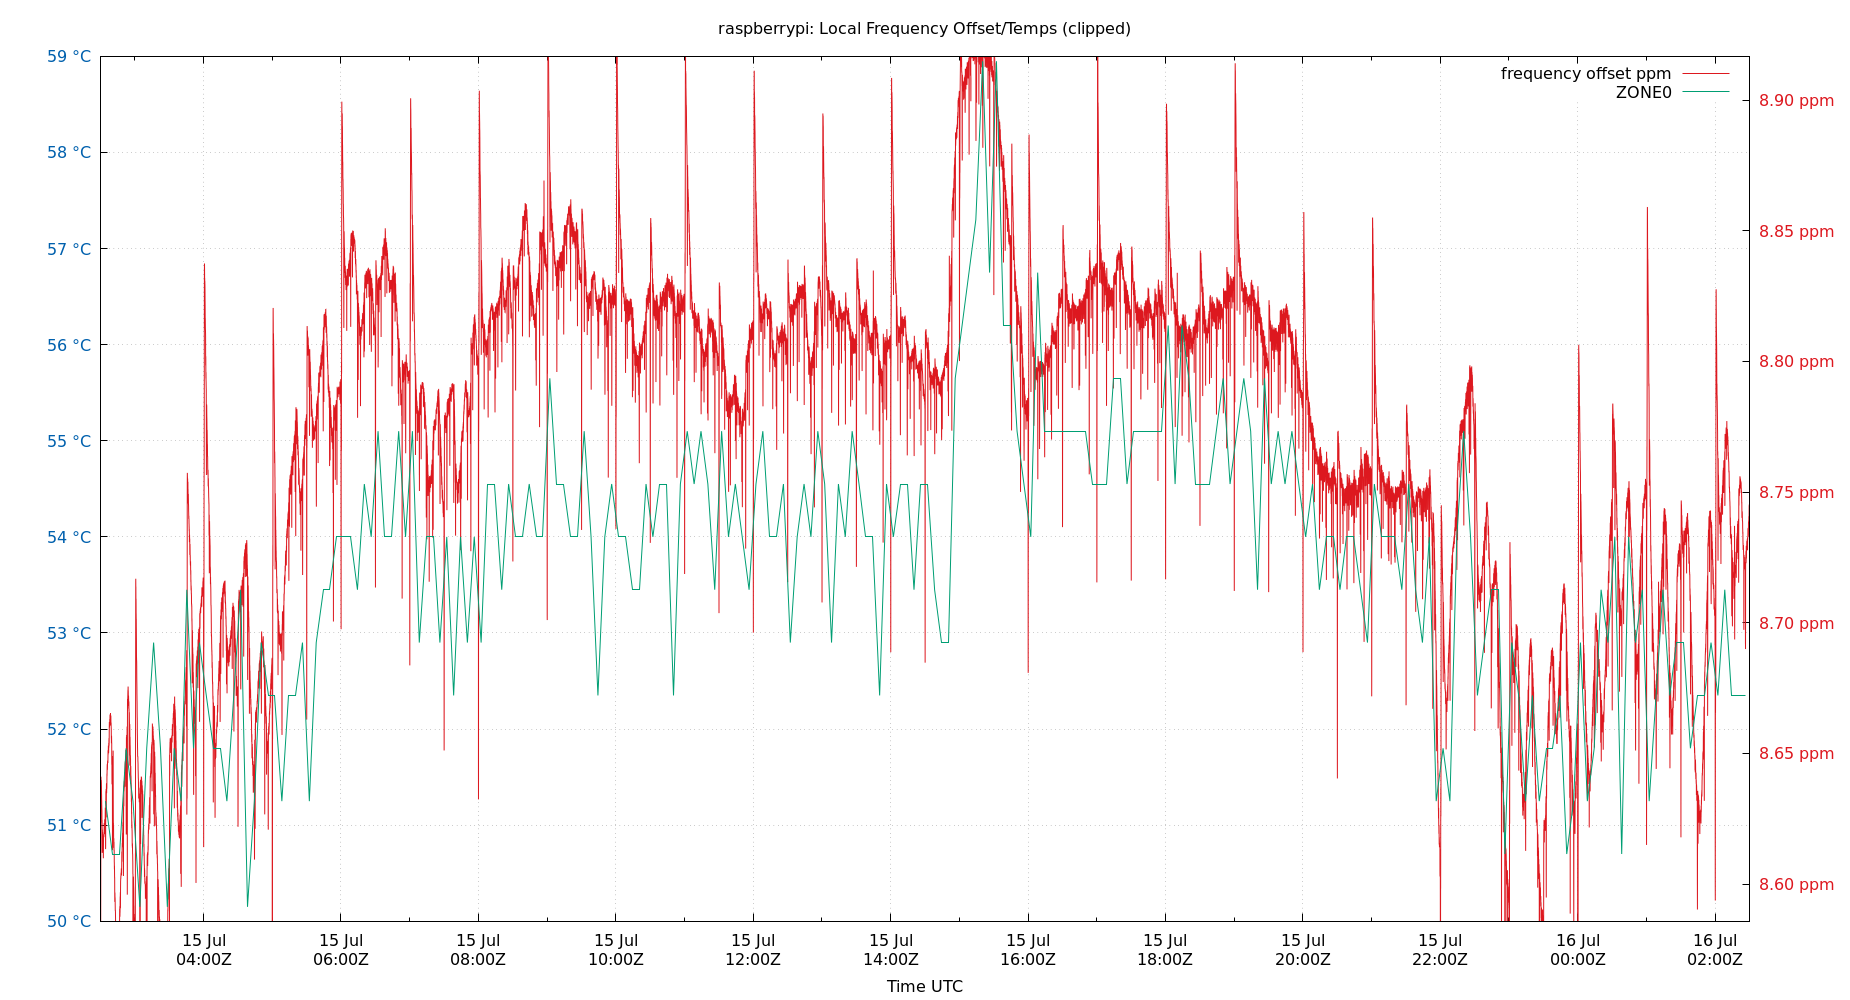 raspberrypi: Local Frequency Offset/Temps (clipped)
frequency offset ppm
ZONE0
59 °C
58 °C
57 °C
56 °C
55 °C
54 °C
53 °C
52 °C
51 °C
50 °C
8.90 ppm
8.85 ppm
8.80 ppm
8.75 ppm
8.70 ppm
8.65 ppm
8.60 ppm
15 Jul
04:00Z
15 Jul
06:00Z
15 Jul
08:00Z
15 Jul
10:00Z
15 Jul
12:00Z
15 Jul
14:00Z
15 Jul
16:00Z
15 Jul
18:00Z
15 Jul
20:00Z
15 Jul
22:00Z
16 Jul
00:00Z
16 Jul
02:00Z
Time UTC